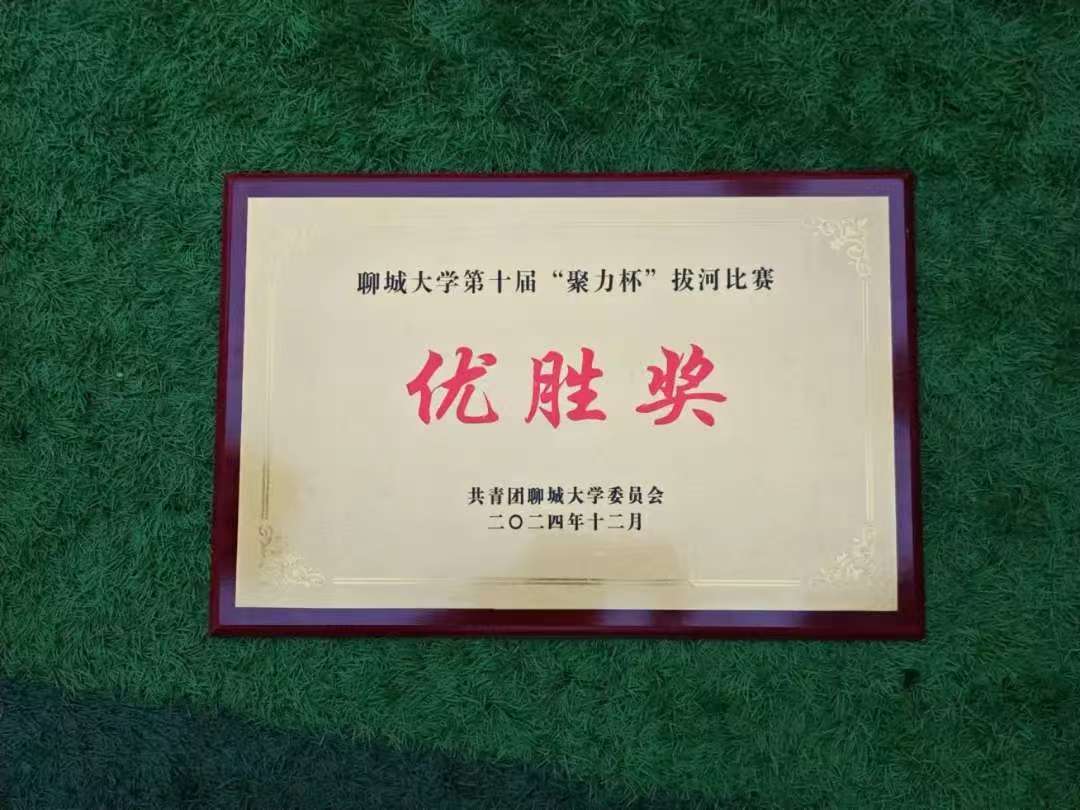 聊城大学第十届“聚力杯”拔河比赛
优胜奖
共青团聊城大学委员会
二〇二四年十二月